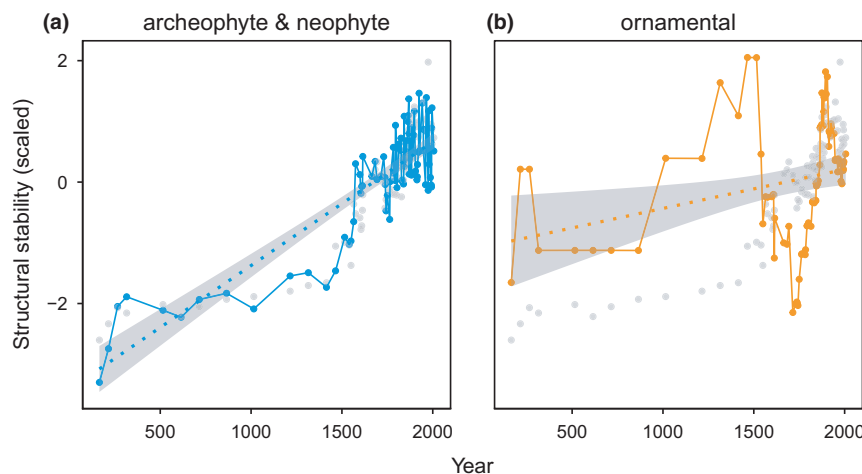 (a) archeophyte & neophyte
(b) ornamental
Structural stability (scaled)
2
0
−2
500 1000 1500 2000
500 1000 1500 2000
Year